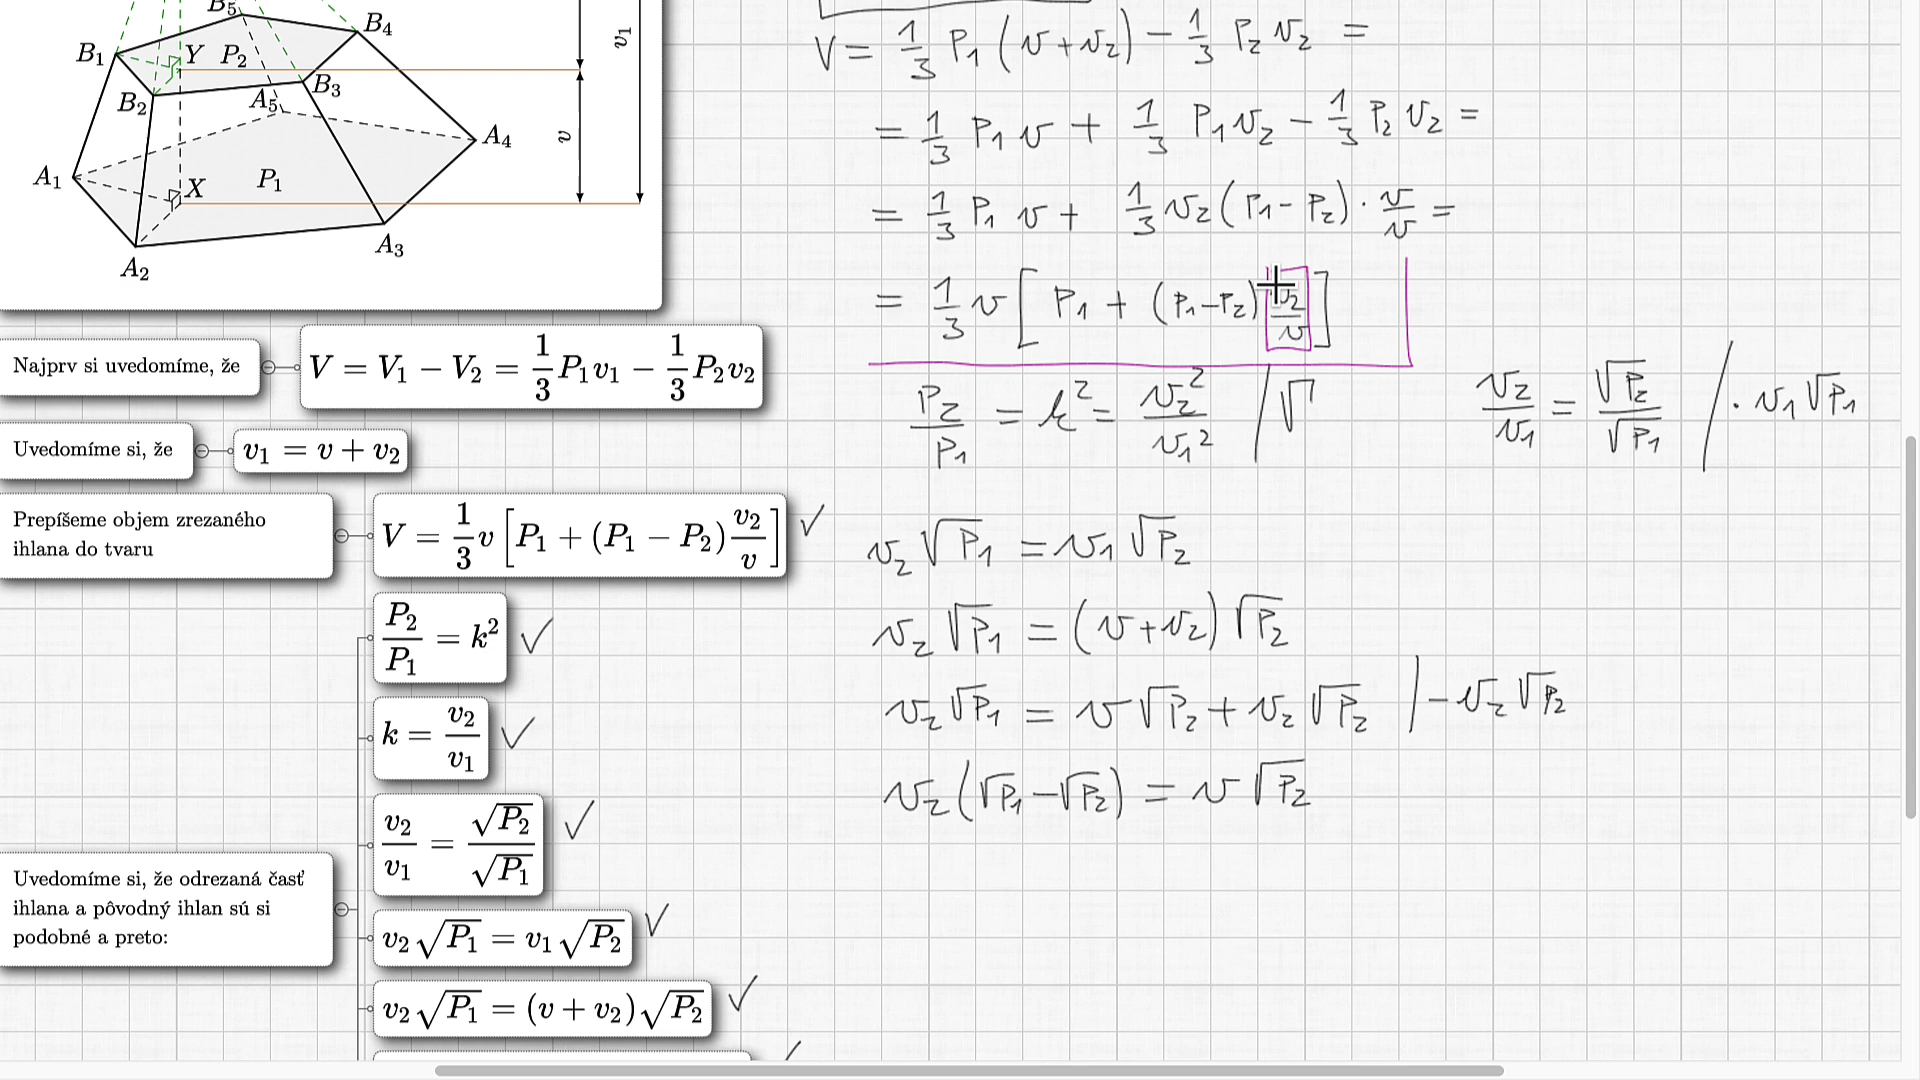 B₅
B₄
B₁ Y P₂
B₂ B₃
A₅
A₄
A₁ X P₁
A₃
A₂
v₁
v
Najprv si uvedomíme, že
V = V₁ − V₂ = 1/3 P₁v₁ − 1/3 P₂v₂
Uvedomíme si, že
v₁ = v + v₂
Prepíšeme objem zrezaného
ihlana do tvaru
V = 1/3 v [P₁ + (P₁ − P₂) v₂/v] ✓
Uvedomíme si, že odrezaná časť
ihlana a pôvodný ihlan sú si
podobné a preto:
P₂/P₁ = k² ✓
k = v₂/v₁ ✓
v₂/v₁ = √P₂/√P₁ ✓
v₂√P₁ = v₁√P₂ ✓
v₂√P₁ = (v + v₂)√P₂ ✓
V = 1/3 P₁ (v + v₂) − 1/3 P₂ v₂ =
= 1/3 P₁ v + 1/3 P₁ v₂ − 1/3 P₂ v₂ =
= 1/3 P₁ v + 1/3 v₂ (P₁ − P₂) · v/v =
= 1/3 v [P₁ + (P₁ − P₂) v₂/v]
P₂/P₁ = k² = v₂²/v₁² /√
v₂/v₁ = √P₂/√P₁ / · v₁√P₁
v₂√P₁ = v₁√P₂
v₂√P₁ = (v + v₂)√P₂
v₂√P₁ = v√P₂ + v₂√P₂ | − v₂√P₂
v₂(√P₁ − √P₂) = v√P₂